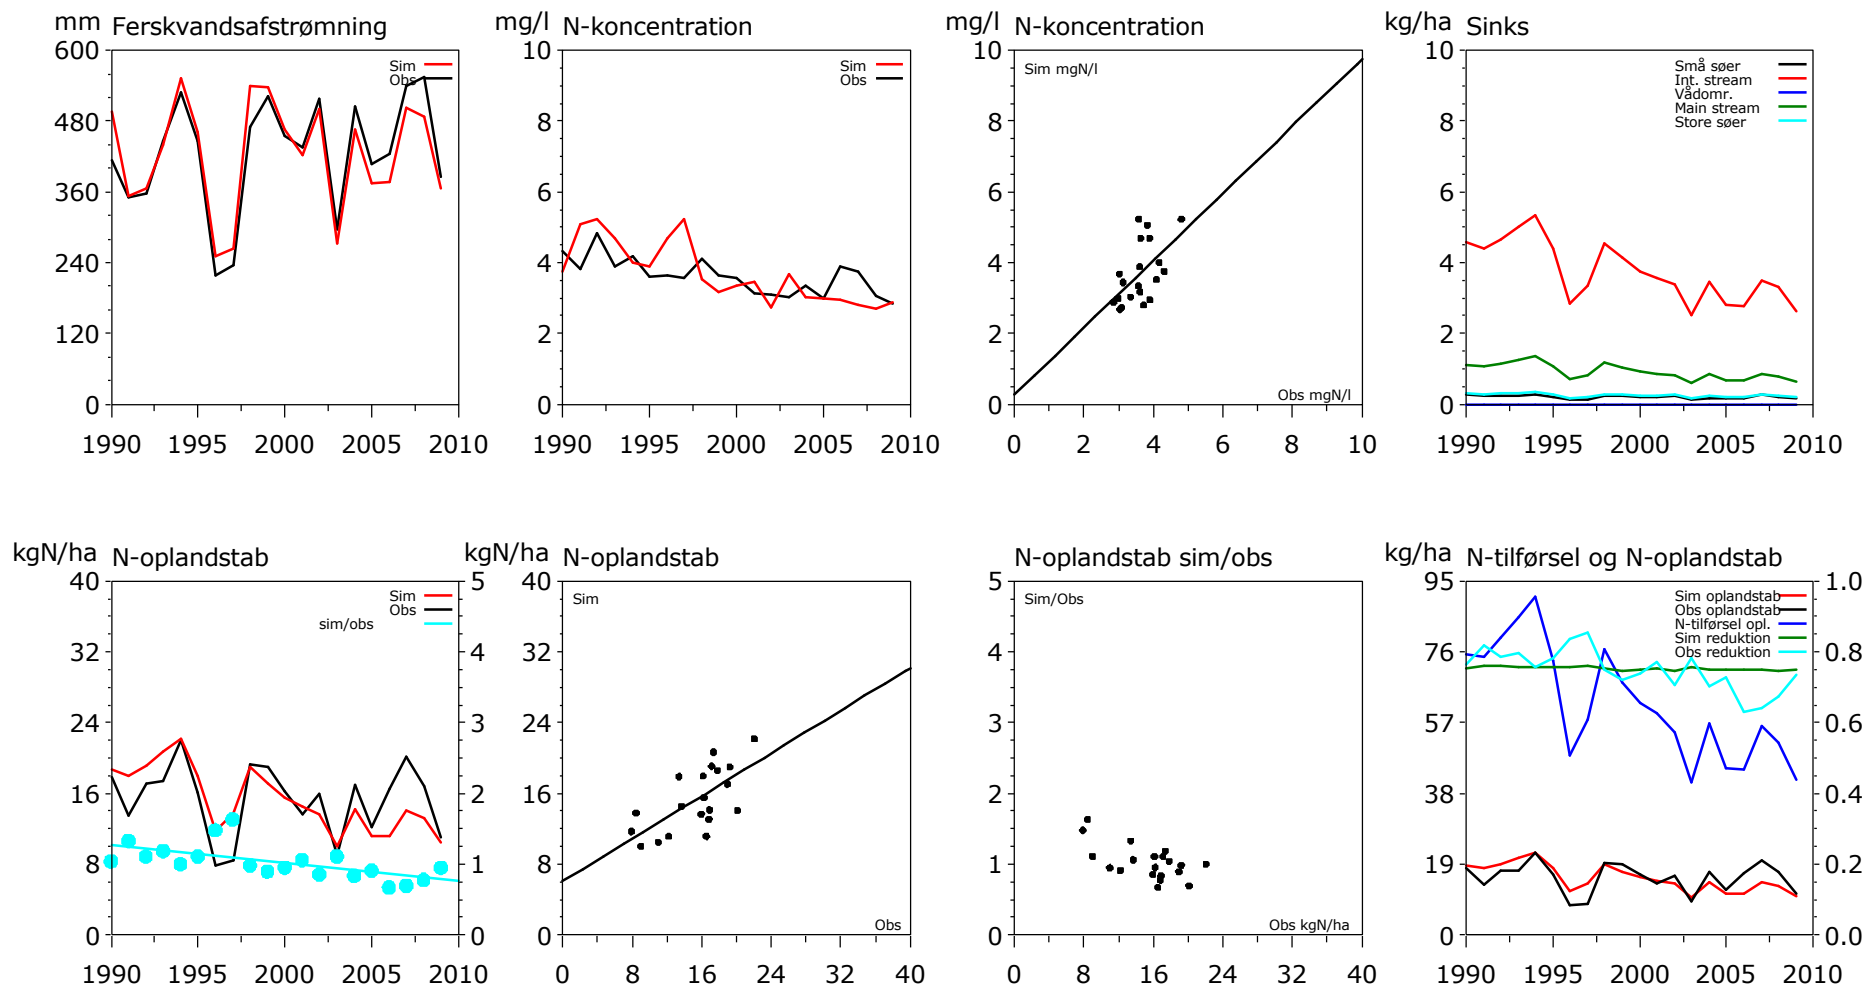 mm Ferskvandsafstrømning
600
480
360
240
120
0
1990 1995 2000 2005 2010
Sim
Obs
mg/l N-koncentration
10
8
6
4
2
0
1990 1995 2000 2005 2010
Sim
Obs
mg/l N-koncentration
10
8
6
4
2
0
0 2 4 6 8 10
Sim mgN/l
Obs mgN/l
kg/ha Sinks
10
8
6
4
2
0
1990 1995 2000 2005 2010
Små søer
Int. stream
Vådomr.
Main stream
Store søer
kgN/ha N-oplandstab
40
32
24
16
8
0
5
4
3
2
1
0
1990 1995 2000 2005 2010
Sim
Obs
sim/obs
kgN/ha N-oplandstab
40
32
24
16
8
0
0 8 16 24 32 40
Sim
Obs
N-oplandstab sim/obs
5
4
3
2
1
0
0 8 16 24 32 40
Sim/Obs
Obs kgN/ha
kg/ha N-tilførsel og N-oplandstab
95
76
57
38
19
0
1.0
0.8
0.6
0.4
0.2
0.0
1990 1995 2000 2005 2010
Sim oplandstab
Obs oplandstab
N-tilførsel opl.
Sim reduktion
Obs reduktion